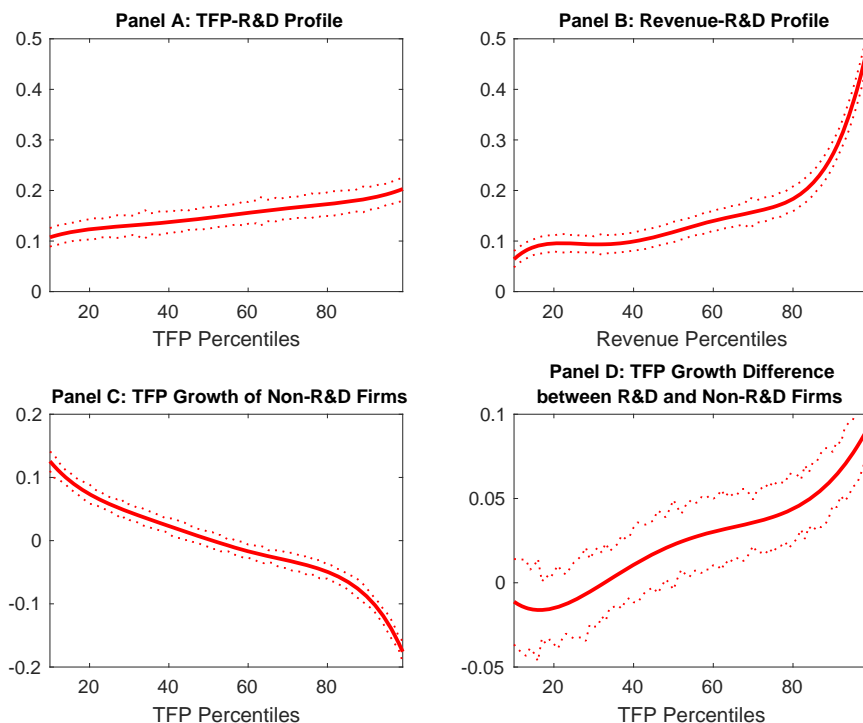 Panel A: TFP-R&D Profile
0.5
0.4
0.3
0.2
0.1
0
20 40 60 80
TFP Percentiles
Panel B: Revenue-R&D Profile
0.5
0.4
0.3
0.2
0.1
0
20 40 60 80
Revenue Percentiles
Panel C: TFP Growth of Non-R&D Firms
0.2
0.1
0
-0.1
-0.2
20 40 60 80
TFP Percentiles
Panel D: TFP Growth Difference
between R&D and Non-R&D Firms
0.1
0.05
0
-0.05
20 40 60 80
TFP Percentiles